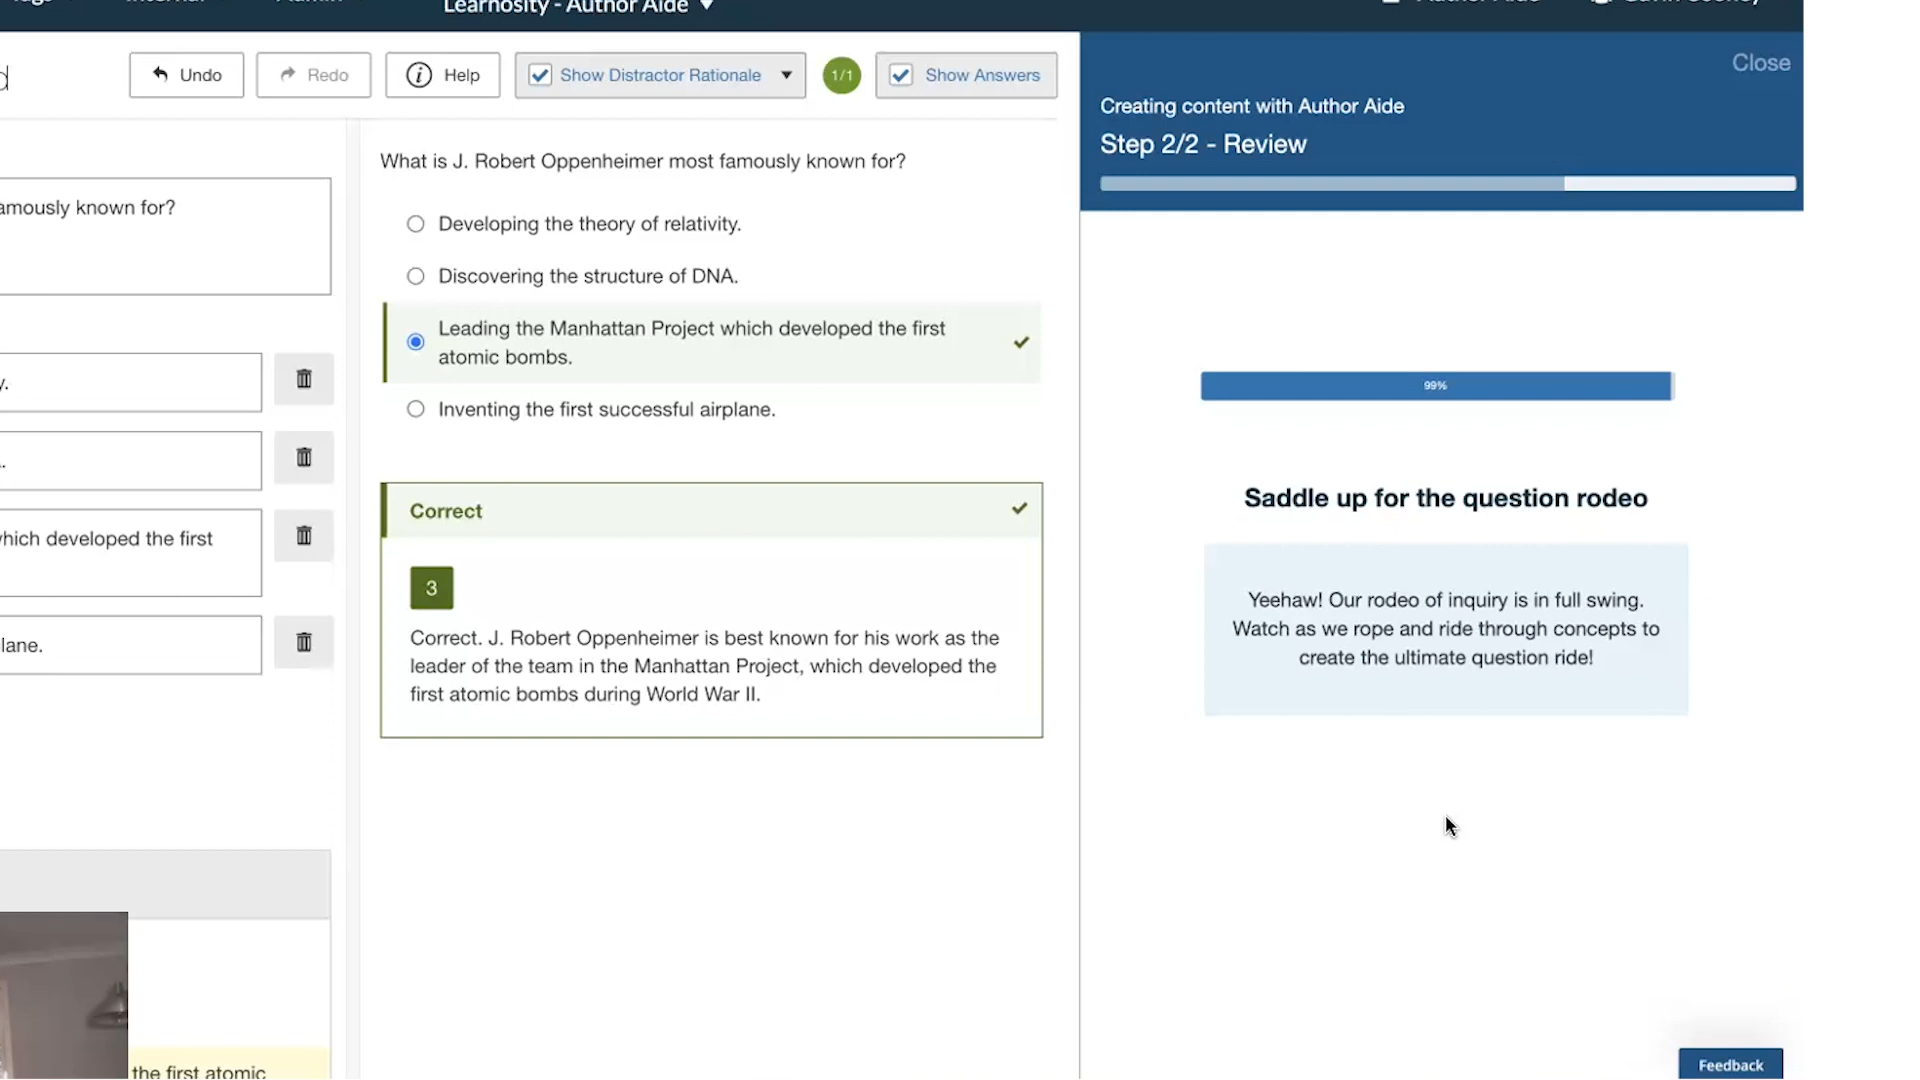 Learnosity - Author Aide
Undo
Redo
Help
Show Distractor Rationale
1/1
Show Answers
Close
Creating content with Author Aide
Step 2/2 - Review
What is J. Robert Oppenheimer most famously known for?
known for?
Developing the theory of relativity.
Discovering the structure of DNA.
Leading the Manhattan Project which developed the first
atomic bombs.
Inventing the first successful airplane.
developed the first
99%
Saddle up for the question rodeo
Correct
3
Correct. J. Robert Oppenheimer is best known for his work as the
leader of the team in the Manhattan Project, which developed the
first atomic bombs during World War II.
Yeehaw! Our rodeo of inquiry is in full swing.
Watch as we rope and ride through concepts to
create the ultimate question ride!
the first atomic
Feedback